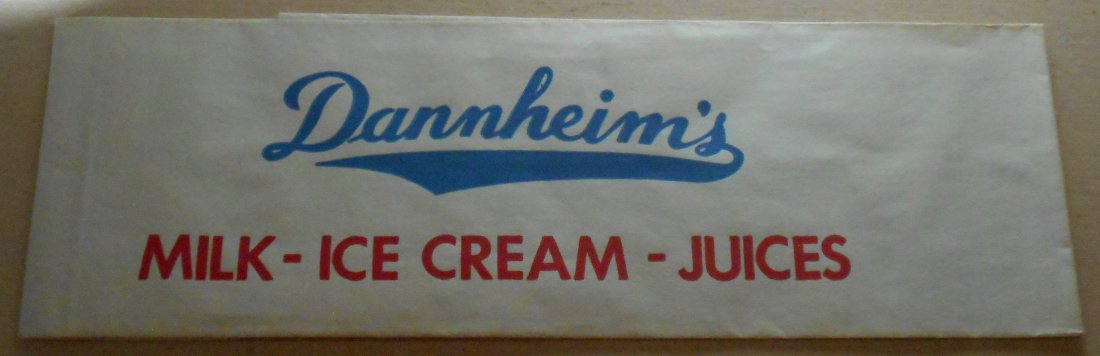 Dannheim's
MILK - ICE CREAM - JUICES